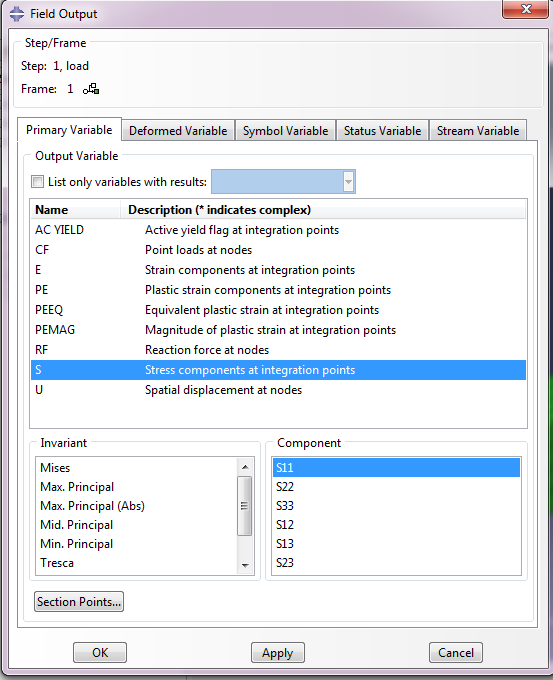 Field Output
Step/Frame
Step: 1, load
Frame: 1
Primary Variable Deformed Variable Symbol Variable Status Variable Stream Variable
Output Variable
List only variables with results:
Name Description (* indicates complex)
AC YIELD Active yield flag at integration points
CF Point loads at nodes
E Strain components at integration points
PE Plastic strain components at integration points
PEEQ Equivalent plastic strain at integration points
PEMAG Magnitude of plastic strain at integration points
RF Reaction force at nodes
S Stress components at integration points
U Spatial displacement at nodes
Invariant
Mises
Max. Principal
Max. Principal (Abs)
Mid. Principal
Min. Principal
Tresca
Component
S11
S22
S33
S12
S13
S23
Section Points...
OK Apply Cancel